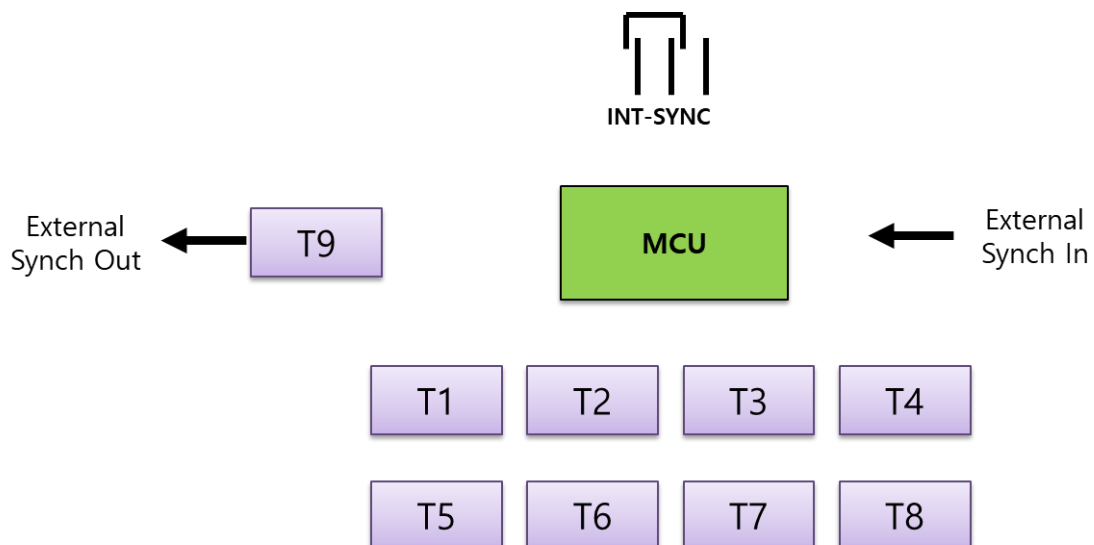 INT-SYNC
External
Synch Out
T9
MCU
External
Synch In
T1
T2
T3
T4
T5
T6
T7
T8